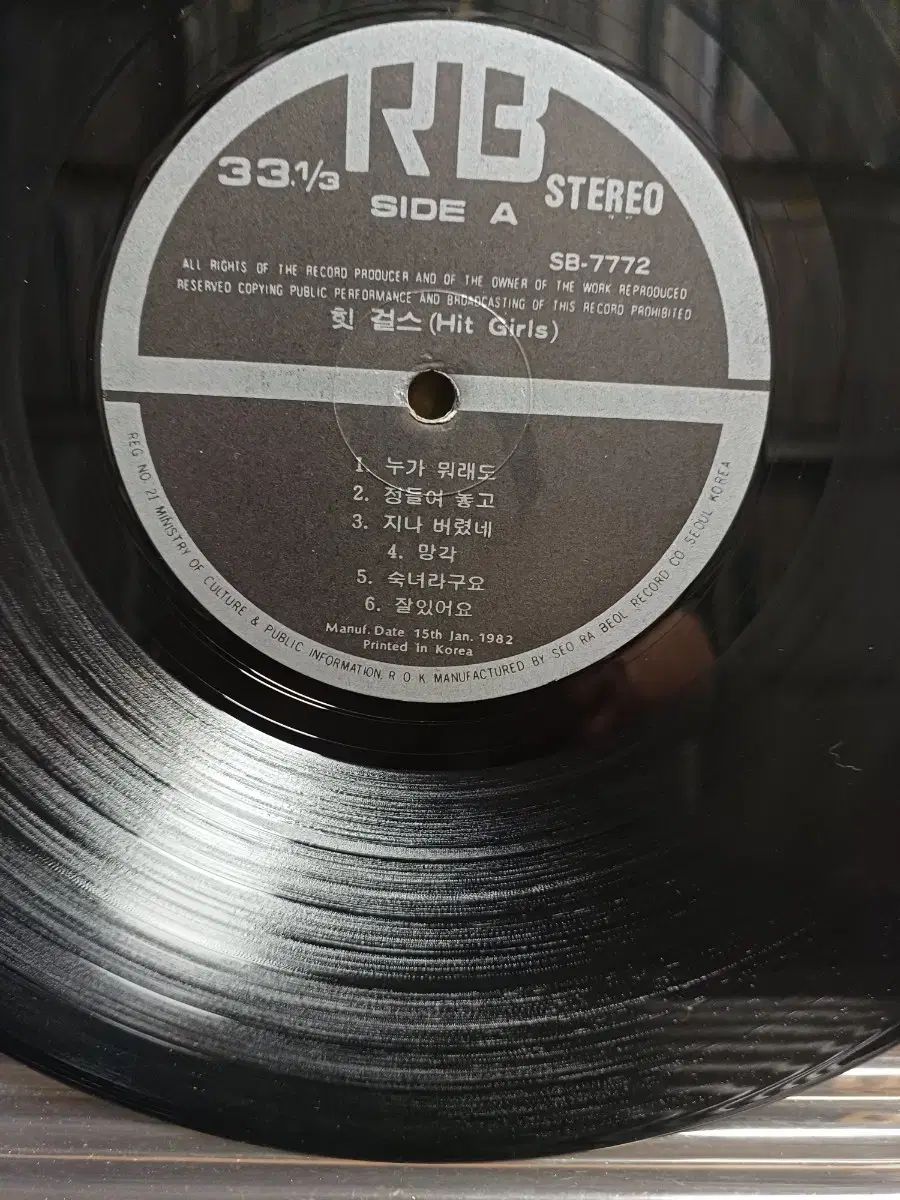 RB
33.1/3
SIDE A
STEREO
SB-7772
ALL RIGHTS OF THE RECORD PRODUCER AND OF THE OWNER OF THE WORK REPRODUCED
RESERVED COPYING PUBLIC PERFORMANCE AND BROADCASTING OF THIS RECORD PROHIBITED
힛 걸스 (Hit Girls)
1. 누가 뭐래도
2. 정들여 놓고
3. 지나 버렸네
4. 망각
5. 숙녀라구요
6. 잘있어요
Manuf. Date 15th Jan. 1982
Printed in Korea
REG NO. 21 MINISTRY OF CULTURE & PUBLIC INFORMATION. R O K MANUFACTURED BY SEO RA BEOL RECORD CO SEOUL KOREA